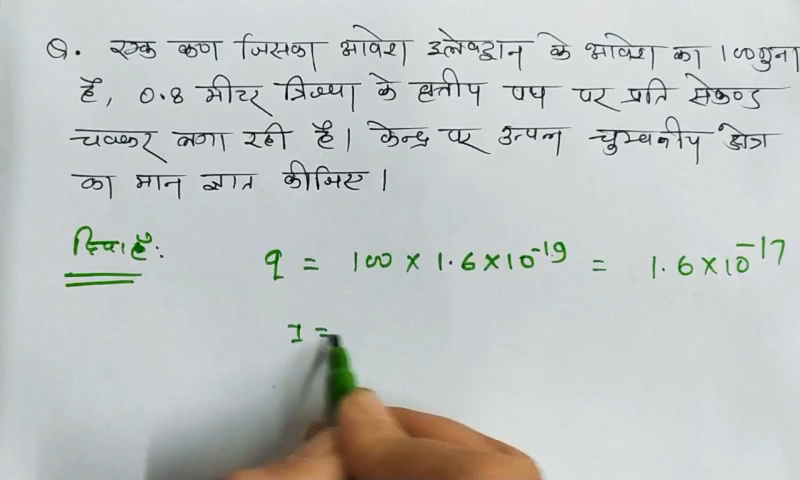 Q. एक कण जिसका आवेश इलेक्ट्रान के आवेश का 100गुना
है, 0.8 मीटर त्रिज्या के वृत्तीय पथ पर प्रति सेकण्ड
चक्कर लगा रही है। केन्द्र पर उत्पन्न चुम्बकीय क्षेत्र
का मान ज्ञात कीजिए।
दिया है:
q = 100 × 1.6 × 10⁻¹⁹ = 1.6 × 10⁻¹⁷
I =